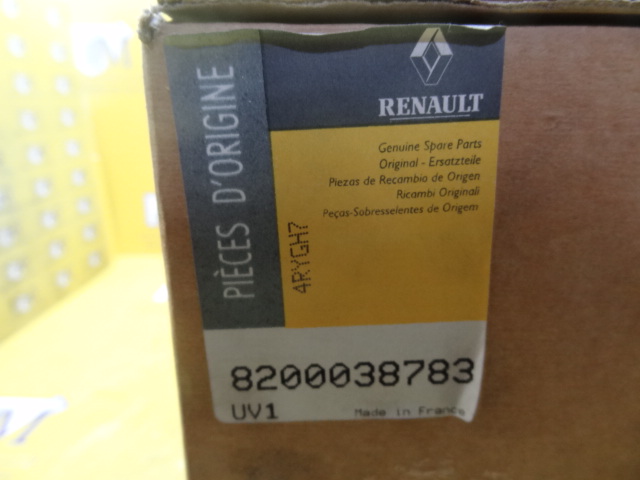 PIÈCES D'ORIGINE
RENAULT
Genuine Spare Parts
Original - Ersatzteile
Piezas de Recambio de Origen
Ricambi Originali
Peças-Sobresselentes de Origem
4RYGH7
8200038783
UV1
Made in France